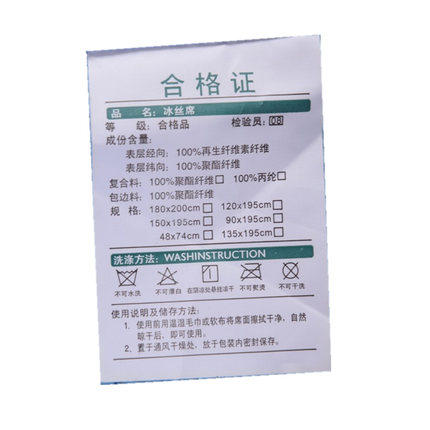 合格证
品 名：冰丝席
等 级：合格品 检验员：08
成份含量：
表层经向：100%再生纤维素纤维
表层纬向：100%聚酯纤维
复合料：100%聚酯纤维□ 100%丙纶□
包边料：100%聚酯纤维
规 格：180x200cm□ 120x195cm□
150x195cm□ 90x195cm□
48x74cm□ 135x195cm□
洗涤方法：WASHINSTRUCTION
不可水洗 不可漂白 在阴凉处悬挂凉干 不可熨烫 不可干洗
使用说明及储存方法：
1. 使用前用温湿毛巾或软布将席面擦拭干净，自然
晾干后，即可使用。
2. 置于通风干燥处，放于包装内密封保存。